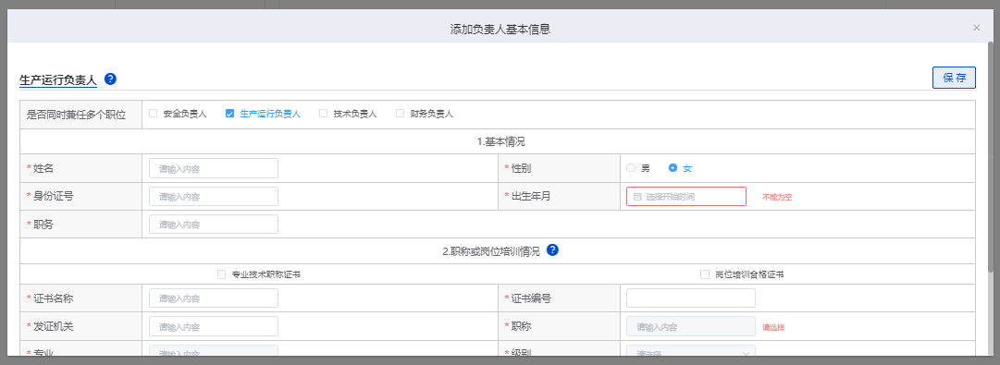 添加负责人基本信息 ×
生产运行负责人 ?
保 存
是否同时兼任多个职位 安全负责人 生产运行负责人 技术负责人 财务负责人
1.基本情况
*姓名 请输入内容 *性别 男 女
*身份证号 请输入内容 *出生年月 选择开始时间 不能为空
*职务 请输入内容
2.职称或岗位培训情况 ?
专业技术职称证书 岗位培训合格证书
*证书名称 请输入内容 *证书编号
*发证机关 请输入内容 *职称 请输入内容 请选择
*专业 请输入内容 *级别 请选择